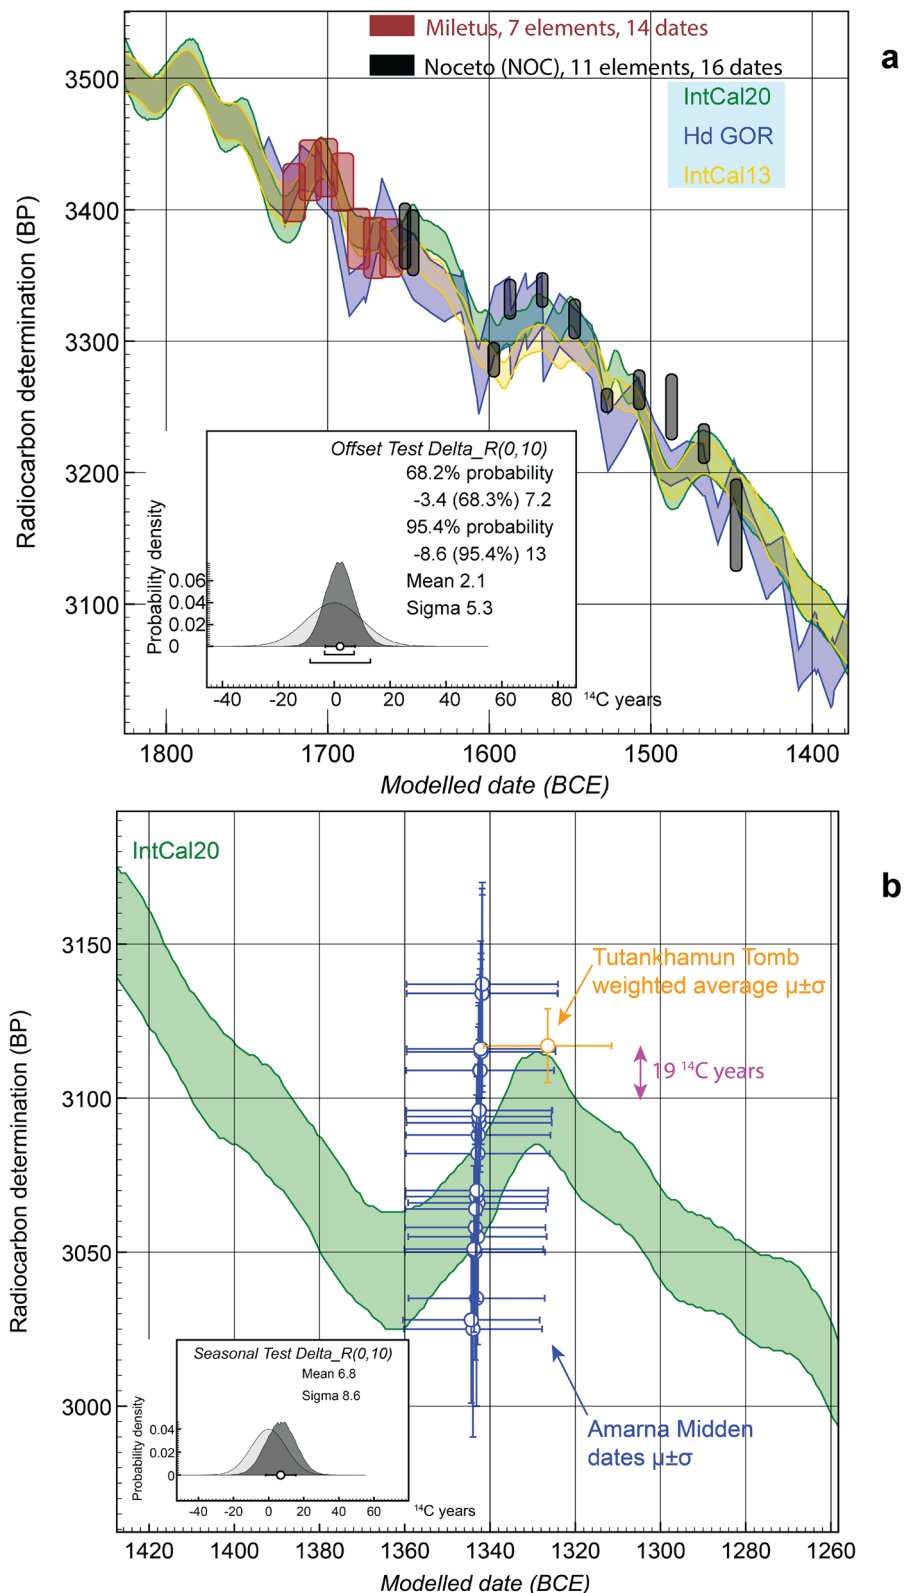 Miletus, 7 elements, 14 dates
a
Noceto (NOC), 11 elements, 16 dates
IntCal20
Hd GOR
IntCal13
3500
3400
3300
3200
3100
Radiocarbon determination (BP)
Offset Test Delta_R(0,10)
68.2% probability
-3.4 (68.3%) 7.2
95.4% probability
-8.6 (95.4%) 13
Mean 2.1
Sigma 5.3
Probability density
0.06
0.04
0.02
0
-40 -20 0 20 40 60 80 ¹⁴C years
1800 1700 1600 1500 1400
Modelled date (BCE)
IntCal20
b
3150
3100
3050
3000
Radiocarbon determination (BP)
Tutankhamun Tomb
weighted average µ±σ
19 ¹⁴C years
Amarna Midden
dates µ±σ
Seasonal Test Delta_R(0,10)
Mean 6.8
Sigma 8.6
Probability density
0.04
0.02
0
-40 -20 0 20 40 60 ¹⁴C years
1420 1400 1380 1360 1340 1320 1300 1280 1260
Modelled date (BCE)